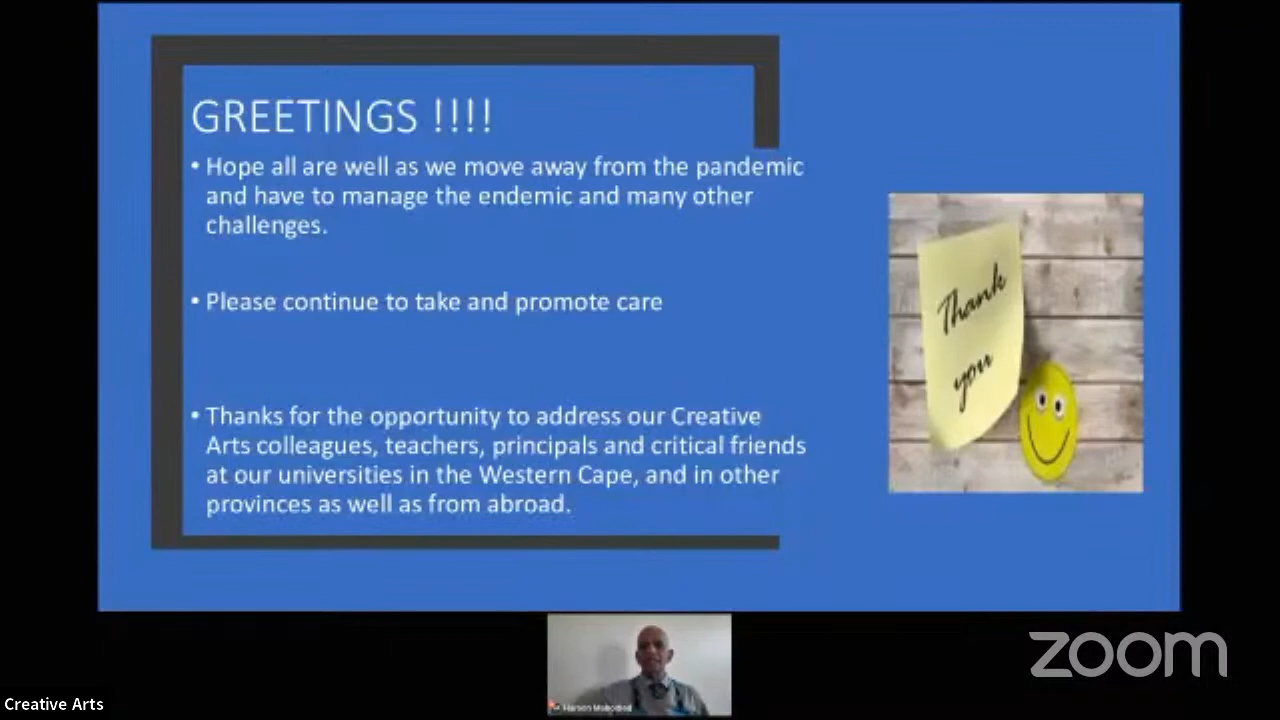 GREETINGS !!!!
• Hope all are well as we move away from the pandemic
and have to manage the endemic and many other
challenges.
• Please continue to take and promote care
• Thanks for the opportunity to address our Creative
Arts colleagues, teachers, principals and critical friends
at our universities in the Western Cape, and in other
provinces as well as from abroad.
Thank
you
zoom
Creative Arts